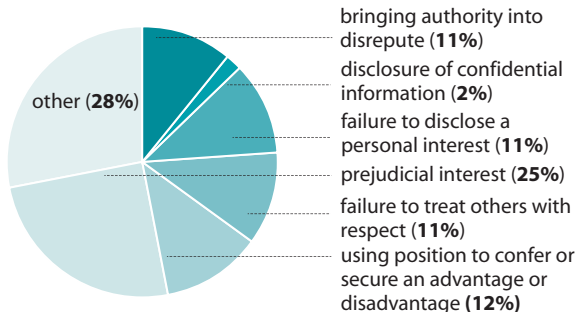 bringing authority into
disrepute (11%)
disclosure of confidential
information (2%)
other (28%)
failure to disclose a
personal interest (11%)
prejudicial interest (25%)
failure to treat others with
respect (11%)
using position to confer or
secure an advantage or
disadvantage (12%)